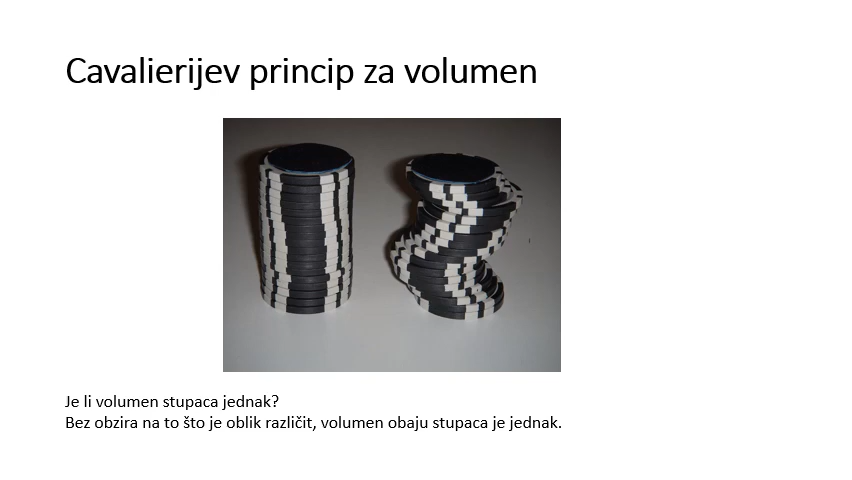 Cavalierijev princip za volumen
Je li volumen stupaca jednak?
Bez obzira na to što je oblik različit, volumen obaju stupaca je jednak.